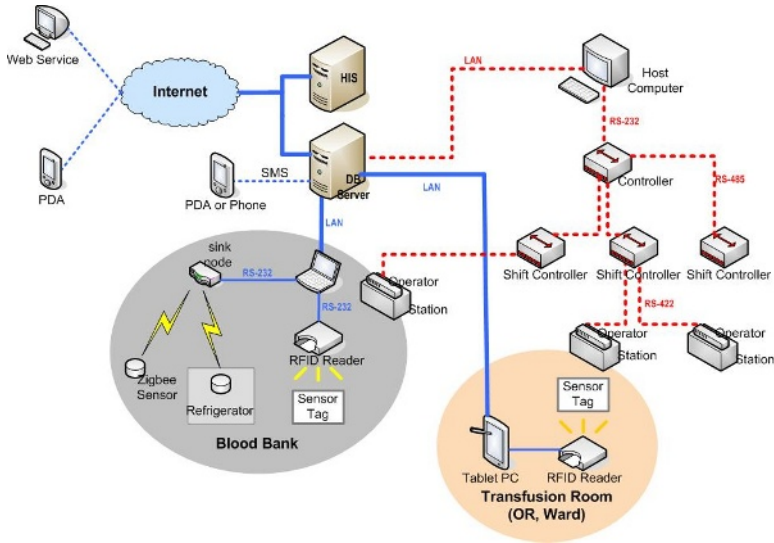 Web Service
Internet
HIS
LAN
Host
Computer
RS-232
PDA
SMS
PDA or Phone
DB
Server
LAN
Controller
RS-485
LAN
sink
node
RS-232
RS-232
Shift Controller
Shift Controller
Shift Controller
Operator
Station
RS-422
RFID Reader
Operator
Station
Operator
Station
Zigbee
Sensor
Refrigerator
Sensor
Tag
Blood Bank
Sensor
Tag
Tablet PC
RFID Reader
Transfusion Room
(OR, Ward)